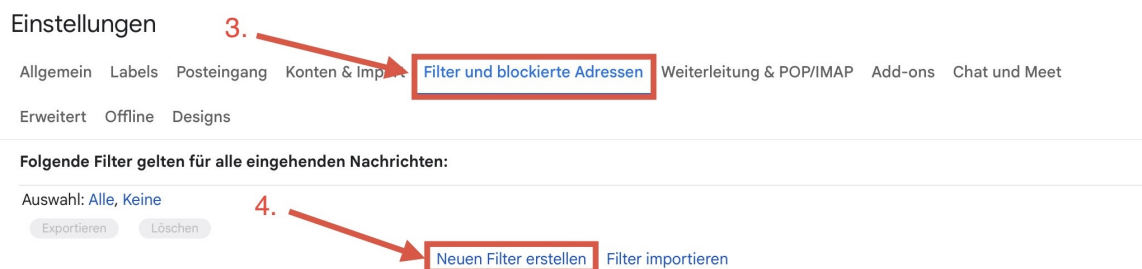 Einstellungen
3.
Allgemein Labels Posteingang Konten & Import Filter und blockierte Adressen Weiterleitung & POP/IMAP Add-ons Chat und Meet
Erweitert Offline Designs
Folgende Filter gelten für alle eingehenden Nachrichten:
Auswahl: Alle, Keine
4.
Exportieren Löschen
Neuen Filter erstellen Filter importieren